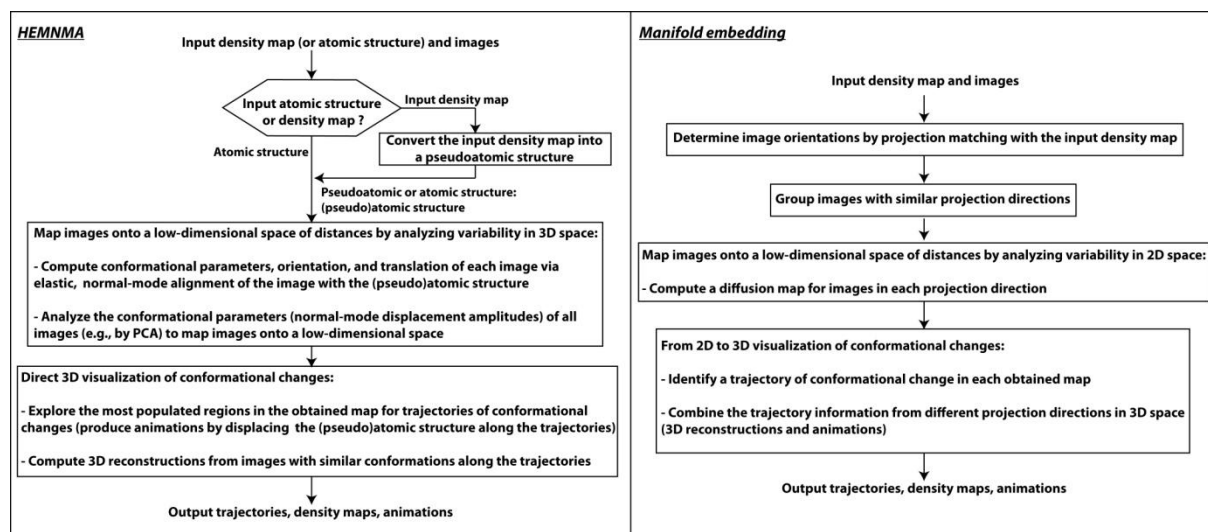 HEMNMA
Input density map (or atomic structure) and images
Input atomic structure
or density map ?
Input density map
Convert the input density map into
a pseudoatomic structure
Atomic structure
Pseudoatomic or atomic structure:
(pseudo)atomic structure
Map images onto a low-dimensional space of distances by analyzing variability in 3D space:
- Compute conformational parameters, orientation, and translation of each image via
elastic, normal-mode alignment of the image with the (pseudo)atomic structure
- Analyze the conformational parameters (normal-mode displacement amplitudes) of all
images (e.g., by PCA) to map images onto a low-dimensional space
Direct 3D visualization of conformational changes:
- Explore the most populated regions in the obtained map for trajectories of conformational
changes (produce animations by displacing the (pseudo)atomic structure along the trajectories)
- Compute 3D reconstructions from images with similar conformations along the trajectories
Output trajectories, density maps, animations
Manifold embedding
Input density map and images
Determine image orientations by projection matching with the input density map
Group images with similar projection directions
Map images onto a low-dimensional space of distances by analyzing variability in 2D space:
- Compute a diffusion map for images in each projection direction
From 2D to 3D visualization of conformational changes:
- Identify a trajectory of conformational change in each obtained map
- Combine the trajectory information from different projection directions in 3D space
(3D reconstructions and animations)
Output trajectories, density maps, animations